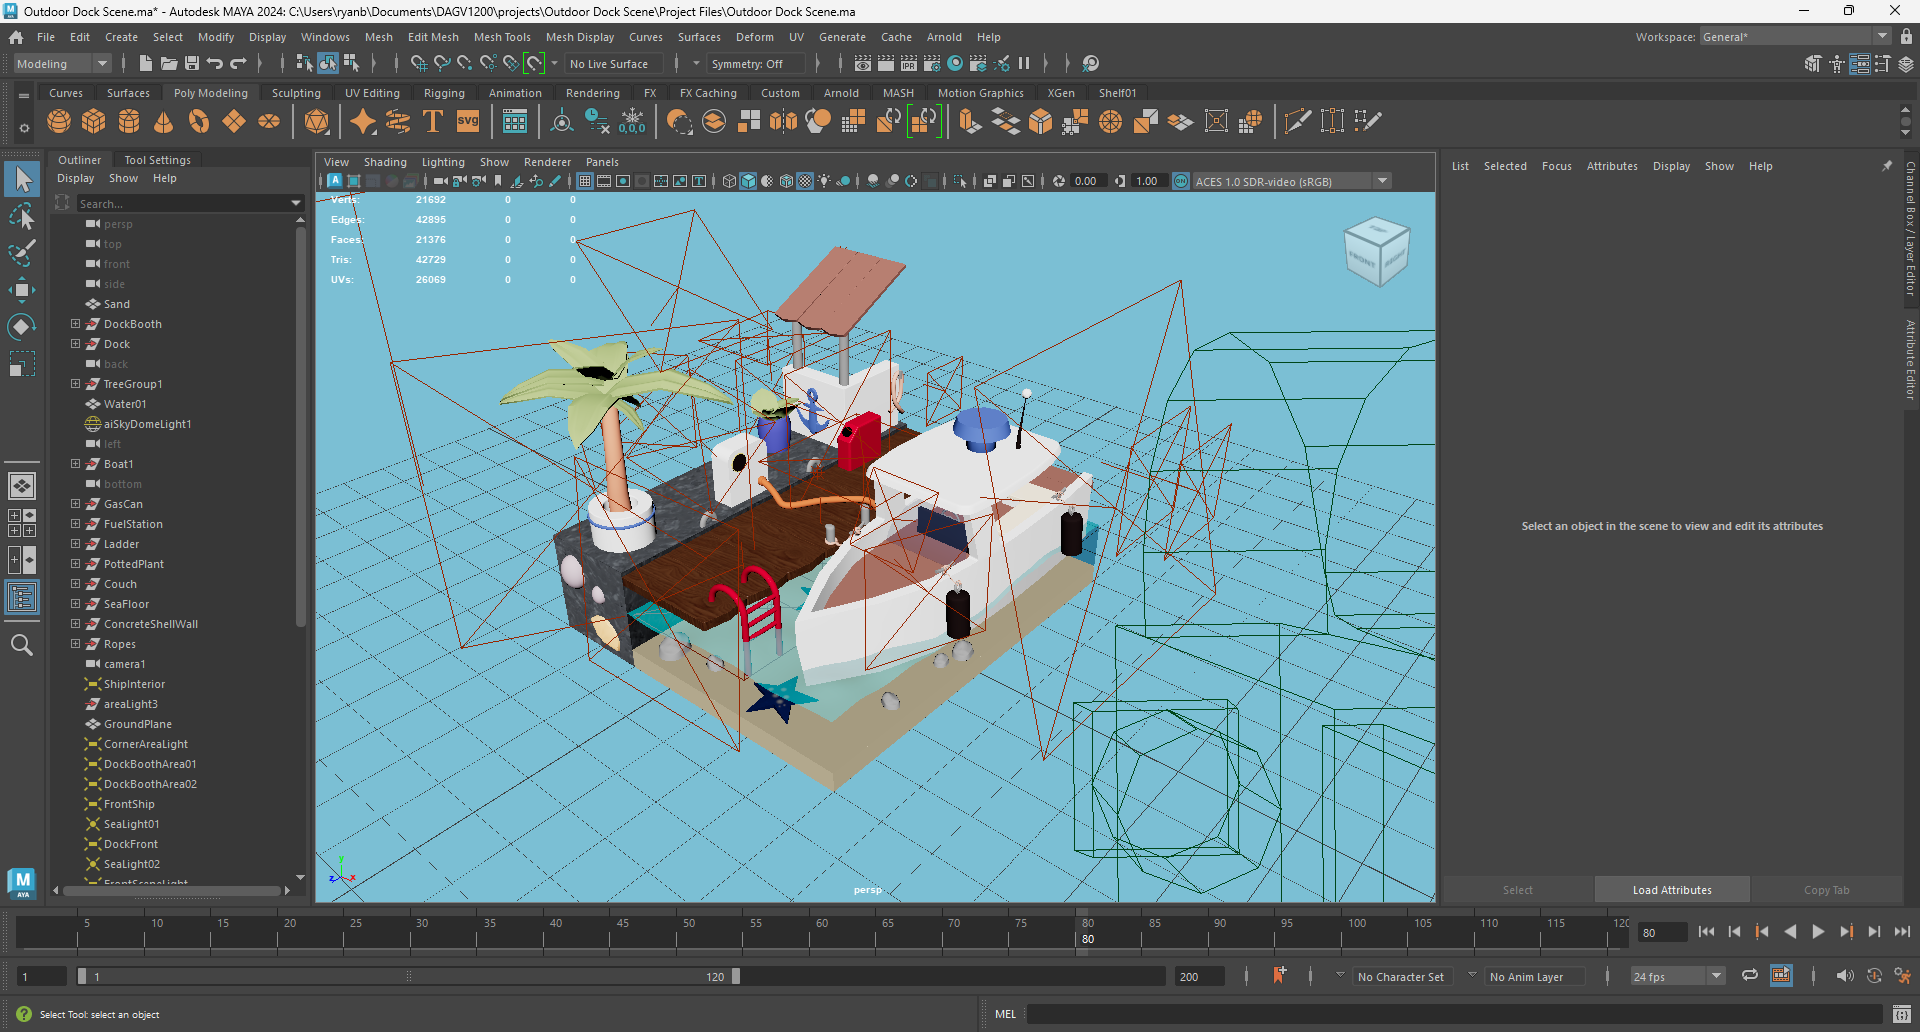 Outdoor Dock Scene.ma* - Autodesk MAYA 2024: C:\Users\ryanb\Documents\DAGV1200\projects\Outdoor Dock Scene\Project Files\Outdoor Dock Scene.ma
File Edit Create Select Modify Display Windows Mesh Edit Mesh Mesh Tools Mesh Display Curves Surfaces Deform UV Generate Cache Arnold Help
Workspace: General*
Modeling
No Live Surface
Symmetry: Off
IPR
Curves Surfaces Poly Modeling Sculpting UV Editing Rigging Animation Rendering FX FX Caching Custom Arnold MASH Motion Graphics XGen Shelf01
T
svg
0,0,0
Outliner Tool Settings
Display Show Help
Search...
persp
top
front
side
Sand
DockBooth
Dock
back
TreeGroup1
Water01
aiSkyDomeLight1
left
Boat1
bottom
GasCan
FuelStation
Ladder
PottedPlant
Couch
SeaFloor
ConcreteShellWall
Ropes
camera1
ShipInterior
areaLight3
GroundPlane
CornerAreaLight
DockBoothArea01
DockBoothArea02
FrontShip
SeaLight01
DockFront
SeaLight02
FrontSceneLight
M
AYA
View Shading Lighting Show Renderer Panels
0.00
1.00
ON
ACES 1.0 SDR-video (sRGB)
Verts: 21692 0 0
Edges: 42895 0 0
Faces: 21376 0 0
Tris: 42729 0 0
UVs: 26069 0 0
TOP
FRONT
RIGHT
y
z
x
persp
List Selected Focus Attributes Display Show Help
Select an object in the scene to view and edit its attributes
Select
Load Attributes
Copy Tab
Channel Box / Layer Editor
Attribute Editor
5 10 15 20 25 30 35 40 45 50 55 60 65 70 75 80 85 90 95 100 105 110 115 120
80
80
1
1
120
200
No Character Set
No Anim Layer
24 fps
Select Tool: select an object
MEL